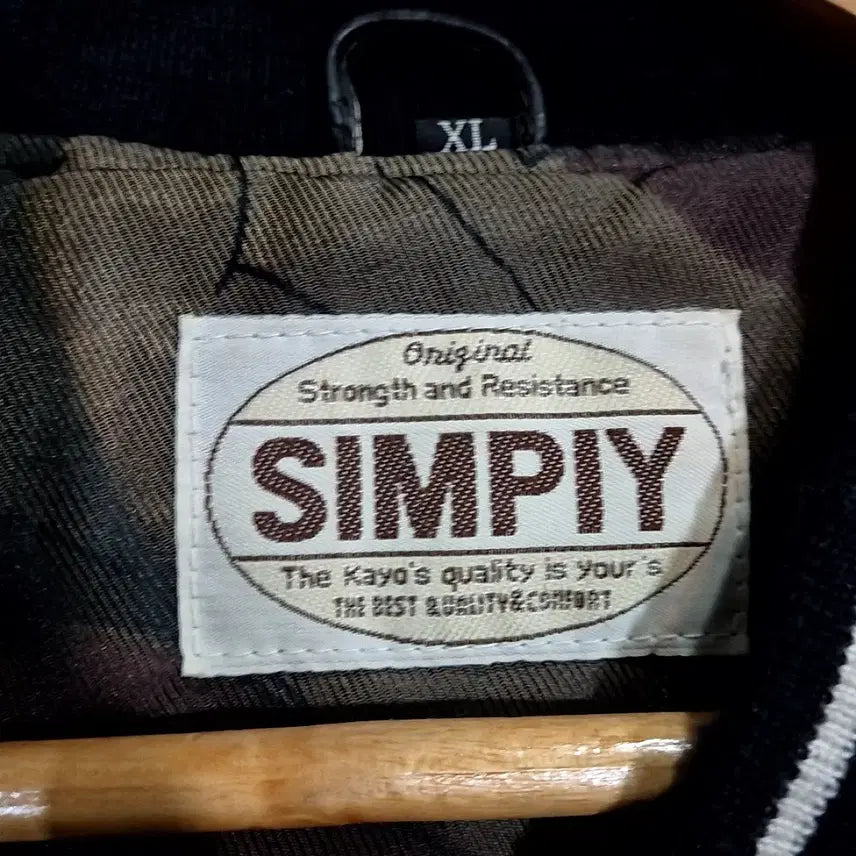 XL
Original
Strength and Resistance
SIMPIY
The Kayo's quality is your's
THE BEST QUALITY&COMFORT